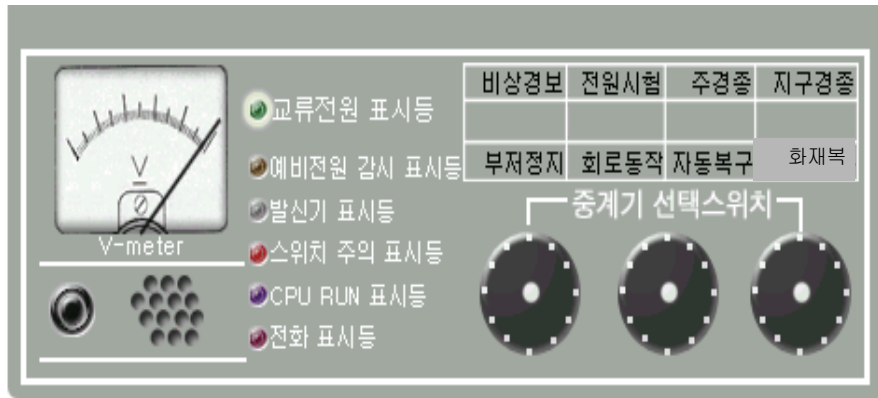 비상경보 전원시험 주경종 지구경종
부저정지 회로동작 자동복구 화재복
중계기 선택스위치
교류전원 표시등
예비전원 감시 표시등
발신기 표시등
스위치 주의 표시등
CPU RUN 표시등
전화 표시등
V
V-meter